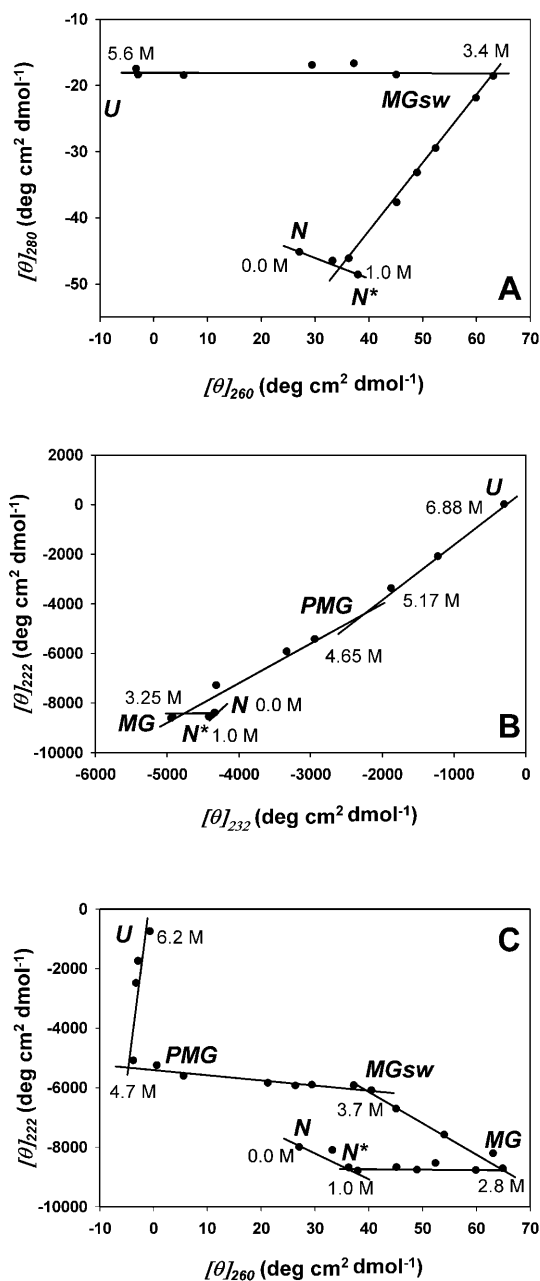 [θ]280 (deg cm² dmol⁻¹)
-10
-20
-30
-40
-50
5.6 M
3.4 M
U
MGsw
N
0.0 M
1.0 M
N*
A
-10 0 10 20 30 40 50 60 70
[θ]260 (deg cm² dmol⁻¹)
[θ]222 (deg cm² dmol⁻¹)
2000
0
-2000
-4000
-6000
-8000
-10000
U
6.88 M
PMG
5.17 M
4.65 M
3.25 M
N 0.0 M
MG
N* 1.0 M
B
-6000 -5000 -4000 -3000 -2000 -1000 0
[θ]232 (deg cm² dmol⁻¹)
[θ]222 (deg cm² dmol⁻¹)
0
-2000
-4000
-6000
-8000
-10000
U
6.2 M
C
PMG
MGsw
4.7 M
3.7 M
N
N*
MG
0.0 M
1.0 M
2.8 M
-10 0 10 20 30 40 50 60 70
[θ]260 (deg cm² dmol⁻¹)